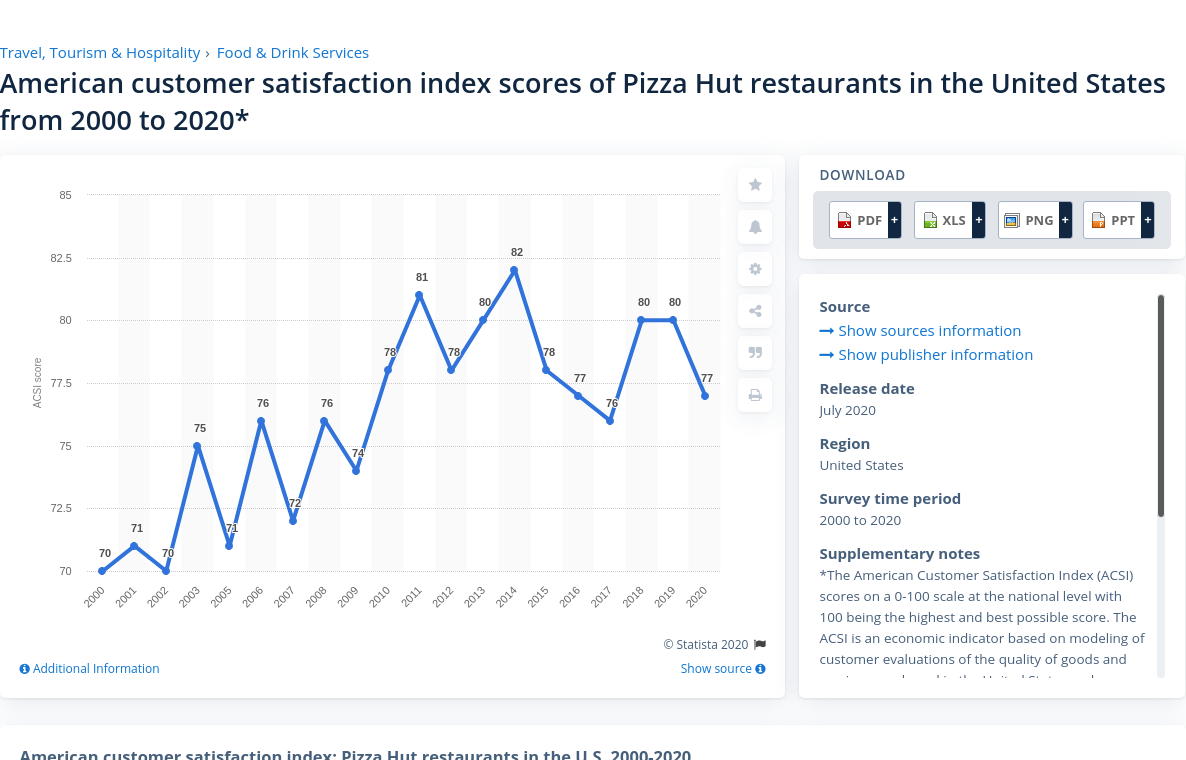 Travel, Tourism & Hospitality › Food & Drink Services
American customer satisfaction index scores of Pizza Hut restaurants in the United States
from 2000 to 2020*
85
82.5
80
77.5
75
72.5
70
ACSI score
70
71
70
75
71
76
72
76
74
78
81
78
80
82
78
77
76
80
80
77
2000
2001
2002
2003
2005
2006
2007
2008
2009
2010
2011
2012
2013
2014
2015
2016
2017
2018
2019
2020
© Statista 2020
Additional Information
Show source
DOWNLOAD
PDF +
XLS +
PNG +
PPT +
Source
Show sources information
Show publisher information
Release date
July 2020
Region
United States
Survey time period
2000 to 2020
Supplementary notes
*The American Customer Satisfaction Index (ACSI)
scores on a 0-100 scale at the national level with
100 being the highest and best possible score. The
ACSI is an economic indicator based on modeling of
customer evaluations of the quality of goods and
American customer satisfaction index: Pizza Hut restaurants in the U.S. 2000-2020